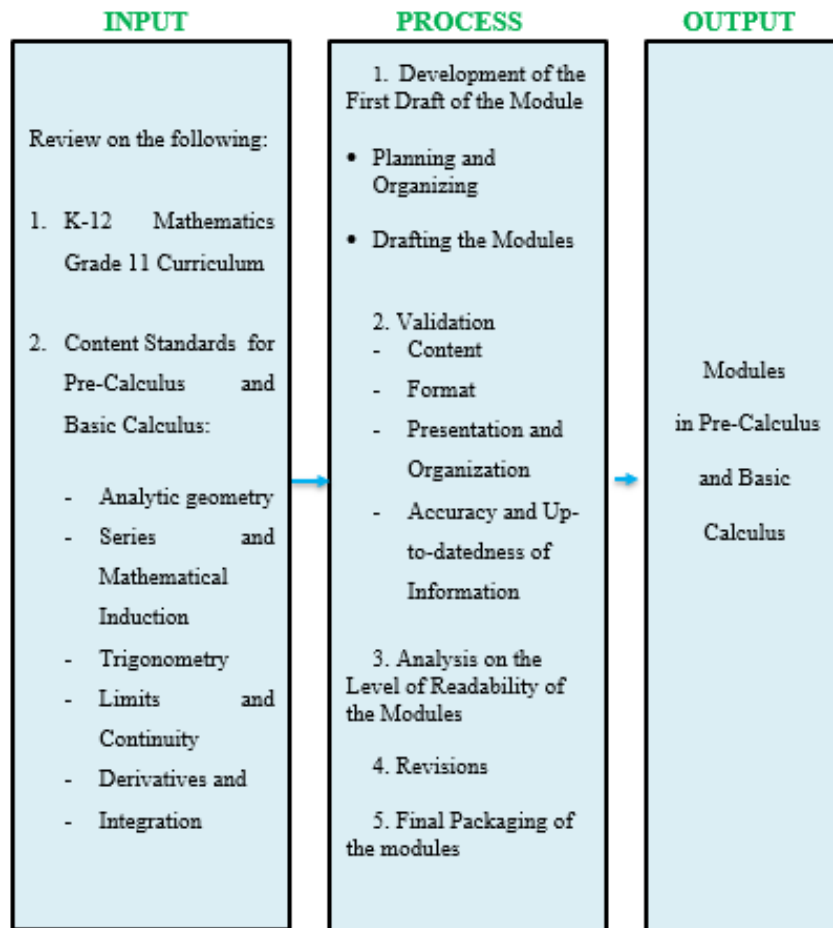 INPUT
Review on the following:
1. K-12 Mathematics
Grade 11 Curriculum
2. Content Standards for
Pre-Calculus and
Basic Calculus:
- Analytic geometry
- Series and
Mathematical
Induction
- Trigonometry
- Limits and
Continuity
- Derivatives and
- Integration
PROCESS
1. Development of the
First Draft of the Module
• Planning and
Organizing
• Drafting the Modules
2. Validation
- Content
- Format
- Presentation and
Organization
- Accuracy and Up-
to-datedness of
Information
3. Analysis on the
Level of Readability of
the Modules
4. Revisions
5. Final Packaging of
the modules
OUTPUT
Modules
in Pre-Calculus
and Basic
Calculus